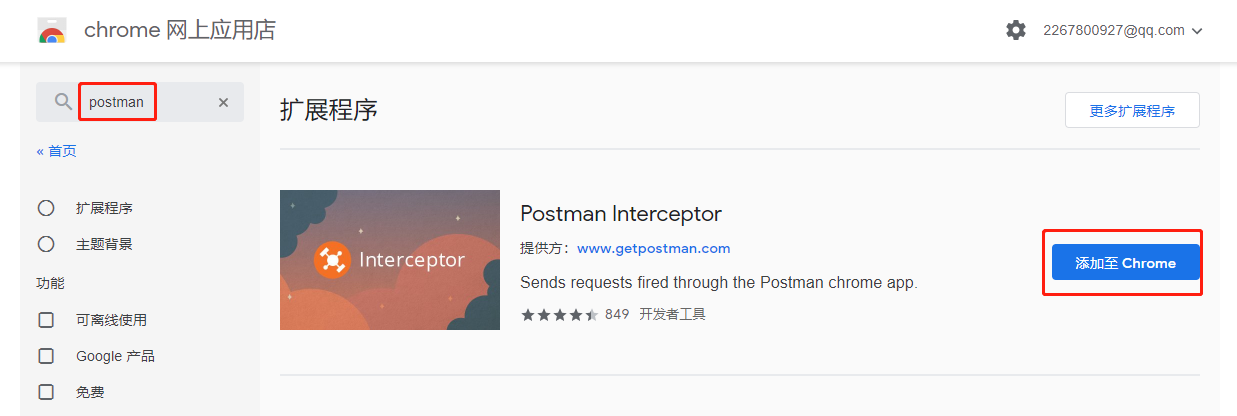 chrome 网上应用店
2267800927@qq.com
postman
« 首页
扩展程序
主题背景
功能
可离线使用
Google 产品
免费
扩展程序
更多扩展程序
Interceptor
Postman Interceptor
提供方：www.getpostman.com
Sends requests fired through the Postman chrome app.
849 开发者工具
添加至 Chrome